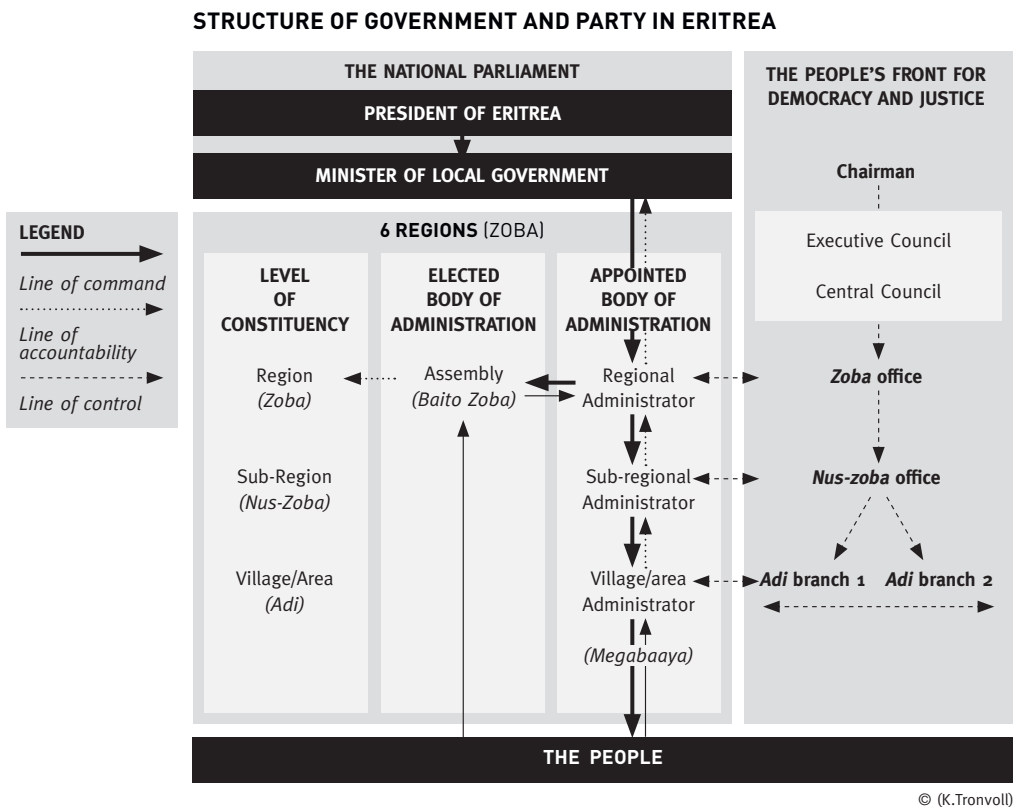 STRUCTURE OF GOVERNMENT AND PARTY IN ERITREA
THE NATIONAL PARLIAMENT
PRESIDENT OF ERITREA
MINISTER OF LOCAL GOVERNMENT
THE PEOPLE'S FRONT FOR
DEMOCRACY AND JUSTICE
Chairman
Executive Council
Central Council
Zoba office
Nus-zoba office
Adi branch 1
Adi branch 2
LEGEND
Line of command
Line of
accountability
Line of control
6 REGIONS (ZOBA)
LEVEL
OF
CONSTITUENCY
Region
(Zoba)
Sub-Region
(Nus-Zoba)
Village/Area
(Adi)
ELECTED
BODY OF
ADMINISTRATION
Assembly
(Baito Zoba)
APPOINTED
BODY OF
ADMINISTRATION
Regional
Administrator
Sub-regional
Administrator
Village/area
Administrator
(Megabaaya)
THE PEOPLE
© (K.Tronvoll)